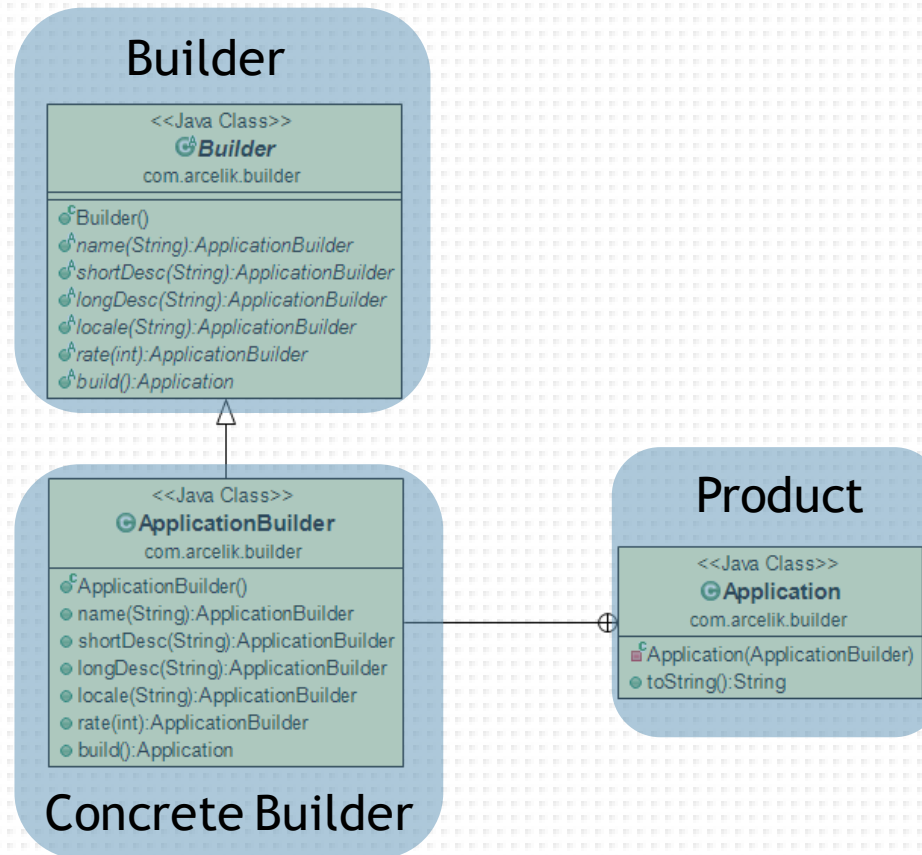 Builder
<<Java Class>>
Builder
com.arcelik.builder
Builder()
name(String):ApplicationBuilder
shortDesc(String):ApplicationBuilder
longDesc(String):ApplicationBuilder
locale(String):ApplicationBuilder
rate(int):ApplicationBuilder
build():Application
<<Java Class>>
ApplicationBuilder
com.arcelik.builder
ApplicationBuilder()
name(String):ApplicationBuilder
shortDesc(String):ApplicationBuilder
longDesc(String):ApplicationBuilder
locale(String):ApplicationBuilder
rate(int):ApplicationBuilder
build():Application
Concrete Builder
Product
<<Java Class>>
Application
com.arcelik.builder
Application(ApplicationBuilder)
toString():String